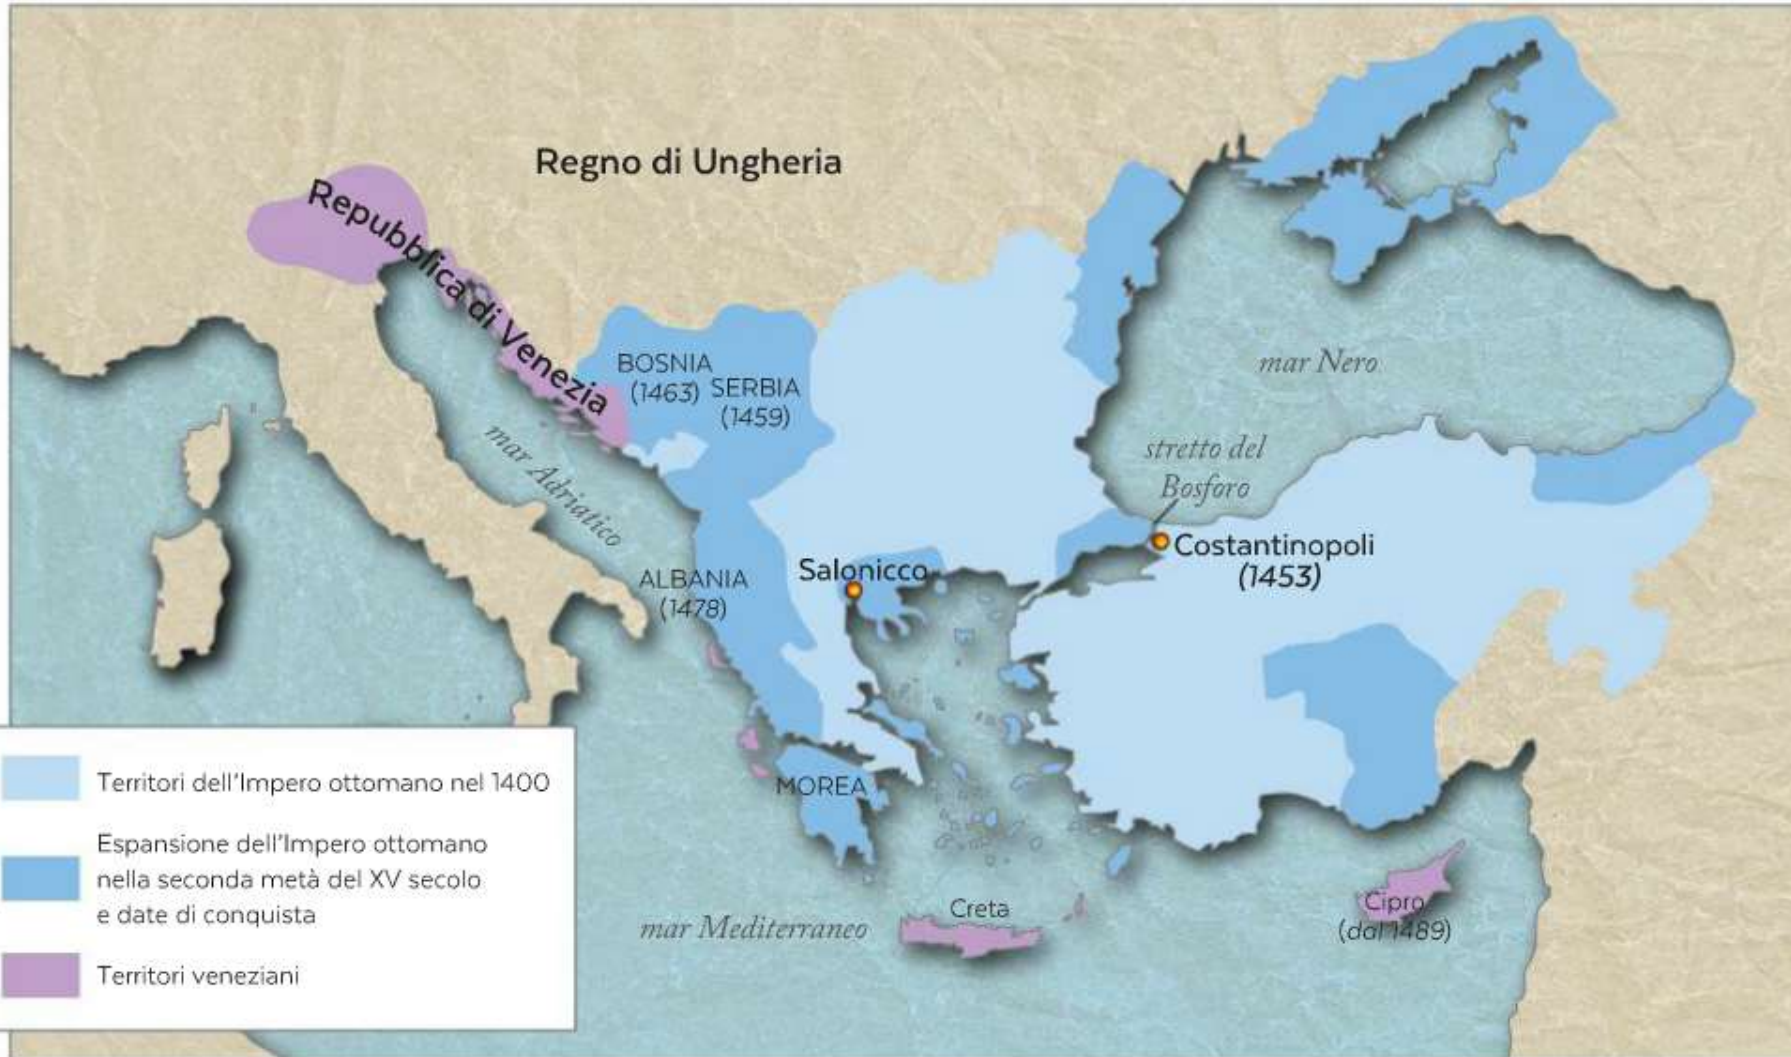 Regno di Ungheria
Repubblica di Venezia
BOSNIA
(1463)
SERBIA
(1459)
mar Nero
mar Adriatico
stretto del
Bosforo
Costantinopoli
(1453)
Salonicco
ALBANIA
(1478)
MOREA
Creta
Cipro
(dal 1489)
mar Mediterraneo
Territori dell'Impero ottomano nel 1400
Espansione dell'Impero ottomano
nella seconda metà del XV secolo
e date di conquista
Territori veneziani